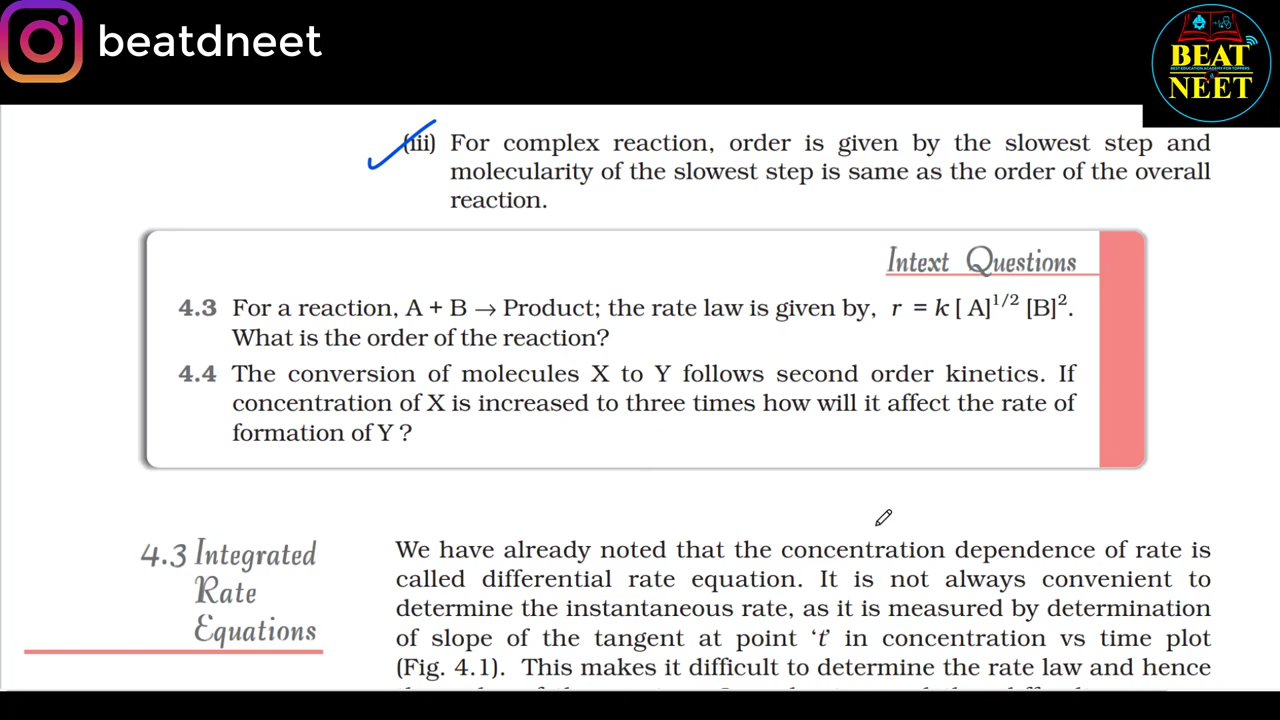 beatdneet
BEAT
BEST EDUCATION ACADEMY FOR TOPPERS
NEET
(iii) For complex reaction, order is given by the slowest step and
molecularity of the slowest step is same as the order of the overall
reaction.
Intext Questions
4.3 For a reaction, A + B → Product; the rate law is given by, r = k [ A]^1/2 [B]^2.
What is the order of the reaction?
4.4 The conversion of molecules X to Y follows second order kinetics. If
concentration of X is increased to three times how will it affect the rate of
formation of Y ?
4.3 Integrated
Rate
Equations
We have already noted that the concentration dependence of rate is
called differential rate equation. It is not always convenient to
determine the instantaneous rate, as it is measured by determination
of slope of the tangent at point ‘t’ in concentration vs time plot
(Fig. 4.1). This makes it difficult to determine the rate law and hence